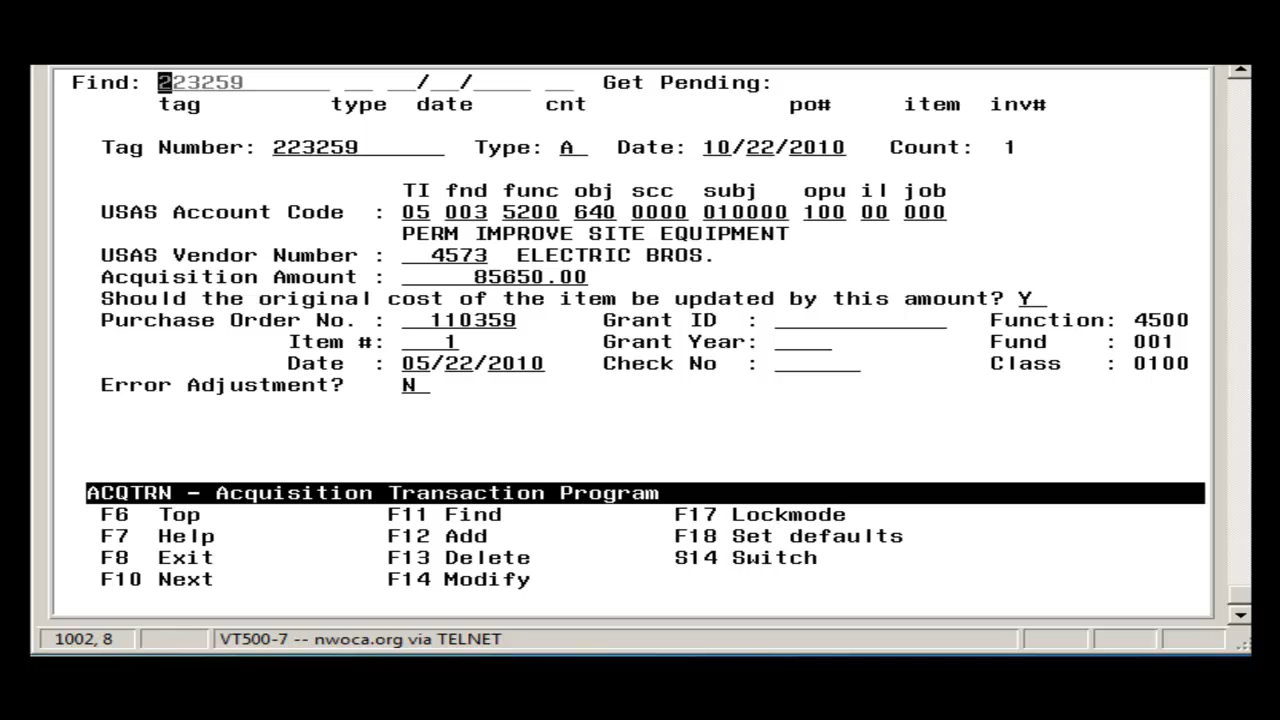 Find: 223259 __ __/__/____ __ Get Pending:
tag type date cnt po# item inv#
Tag Number: 223259 Type: A Date: 10/22/2010 Count: 1
TI fnd func obj scc subj opu il job
USAS Account Code : 05 003 5200 640 0000 010000 100 00 000
PERM IMPROVE SITE EQUIPMENT
USAS Vendor Number : 4573 ELECTRIC BROS.
Acquisition Amount : 85650.00
Should the original cost of the item be updated by this amount? Y
Purchase Order No. : 110359 Grant ID : Function: 4500
Item #: 1 Grant Year: Fund : 001
Date : 05/22/2010 Check No : Class : 0100
Error Adjustment? N
ACQTRN - Acquisition Transaction Program
F6 Top F11 Find F17 Lockmode
F7 Help F12 Add F18 Set defaults
F8 Exit F13 Delete S14 Switch
F10 Next F14 Modify
1002, 8 VT500-7 -- nwoca.org via TELNET